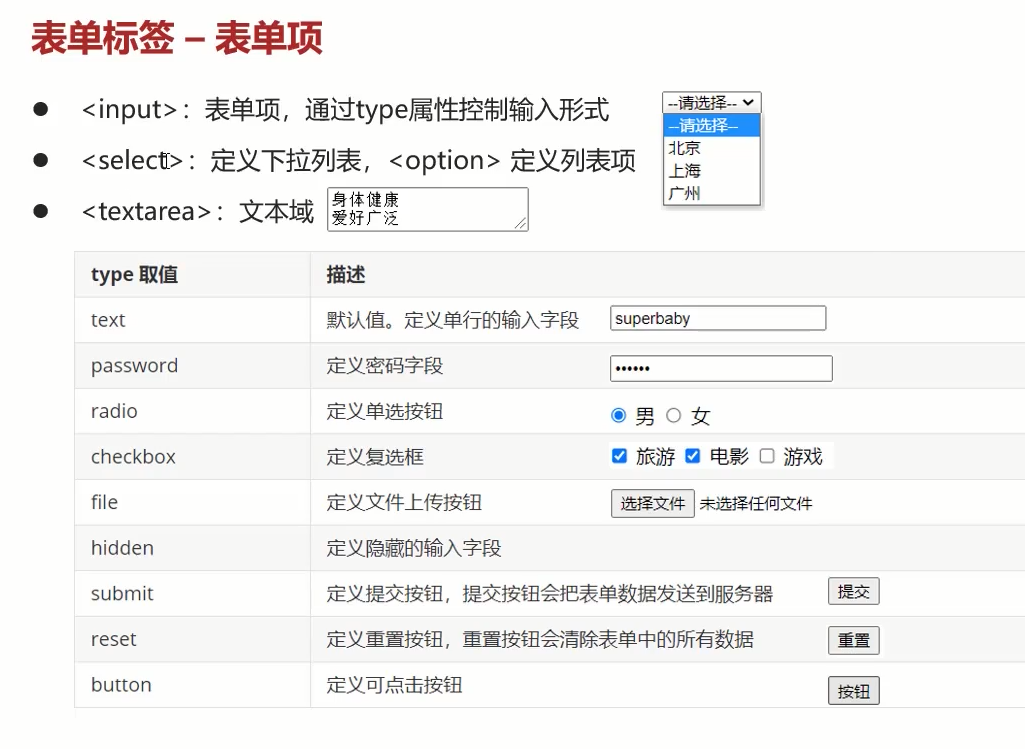 表单标签 – 表单项
● <input>：表单项，通过type属性控制输入形式
● <select>：定义下拉列表，<option> 定义列表项
● <textarea>：文本域
身体健康
爱好广泛
--请选择--
--请选择--
北京
上海
广州
type 取值 描述
text 默认值。定义单行的输入字段 superbaby
password 定义密码字段 ••••••
radio 定义单选按钮 男 女
checkbox 定义复选框 旅游 电影 游戏
file 定义文件上传按钮 选择文件 未选择任何文件
hidden 定义隐藏的输入字段
submit 定义提交按钮，提交按钮会把表单数据发送到服务器 提交
reset 定义重置按钮，重置按钮会清除表单中的所有数据 重置
button 定义可点击按钮 按钮